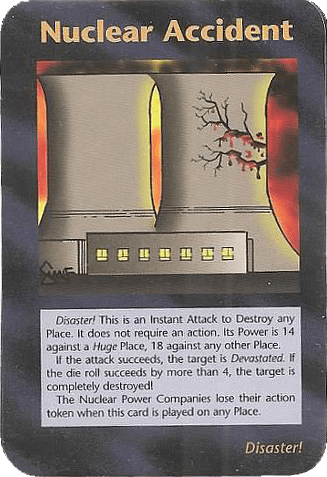 Nuclear Accident
Disaster! This is an Instant Attack to Destroy any
Place. It does not require an action. Its Power is 14
against a Huge Place, 18 against any other Place.
If the attack succeeds, the target is Devastated. If
the die roll succeeds by more than 4, the target is
completely destroyed!
The Nuclear Power Companies lose their action
token when this card is played on any Place.
Disaster!